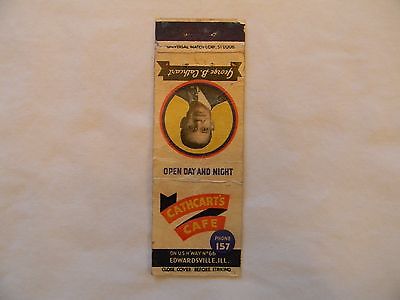 UNIVERSAL MATCH CORP., ST. LOUIS
George B. Cathcart
OPEN DAY AND NIGHT
CATHCART'S
CAFE
PHONE
157
ON U.S. H'WAY Nº 66
EDWARDSVILLE, ILL.
CLOSE COVER BEFORE STRIKING